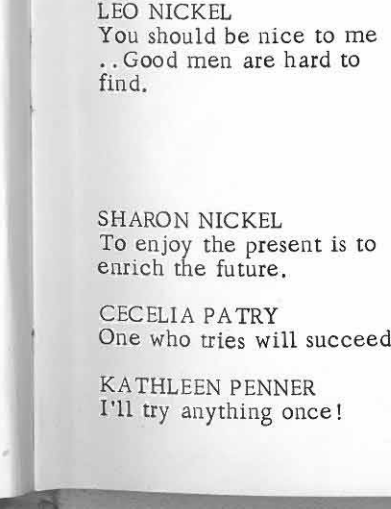 LEO NICKEL
You should be nice to me
..Good men are hard to
find.
SHARON NICKEL
To enjoy the present is to
enrich the future.
CECELIA PATRY
One who tries will succeed
KATHLEEN PENNER
I'll try anything once!